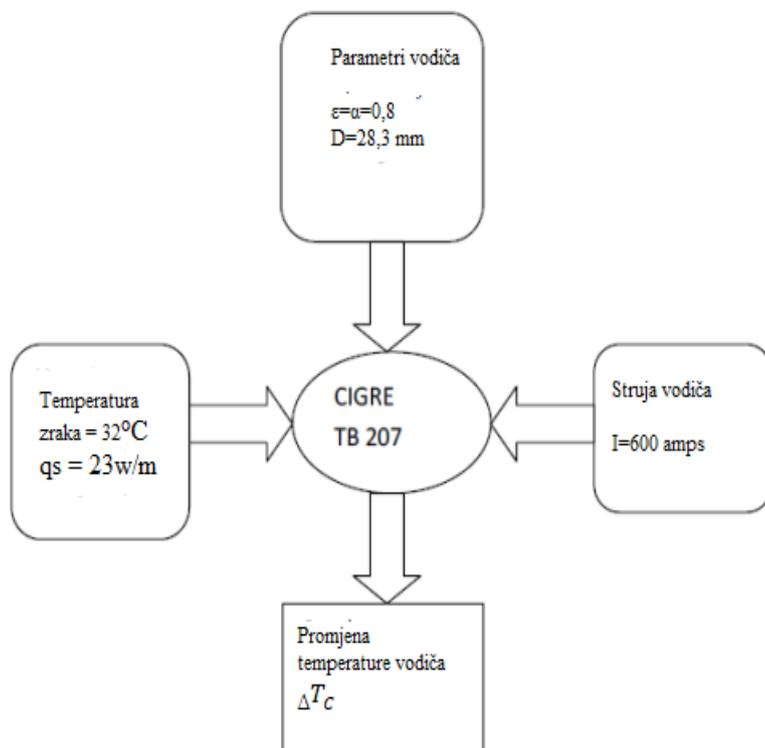 Parametri vodiča
ε=α=0,8
D=28,3 mm
Temperatura
zraka = 32°C
qs = 23w/m
CIGRE
TB 207
Struja vodiča
I=600 amps
Promjena
temperature vodiča
ΔT_C